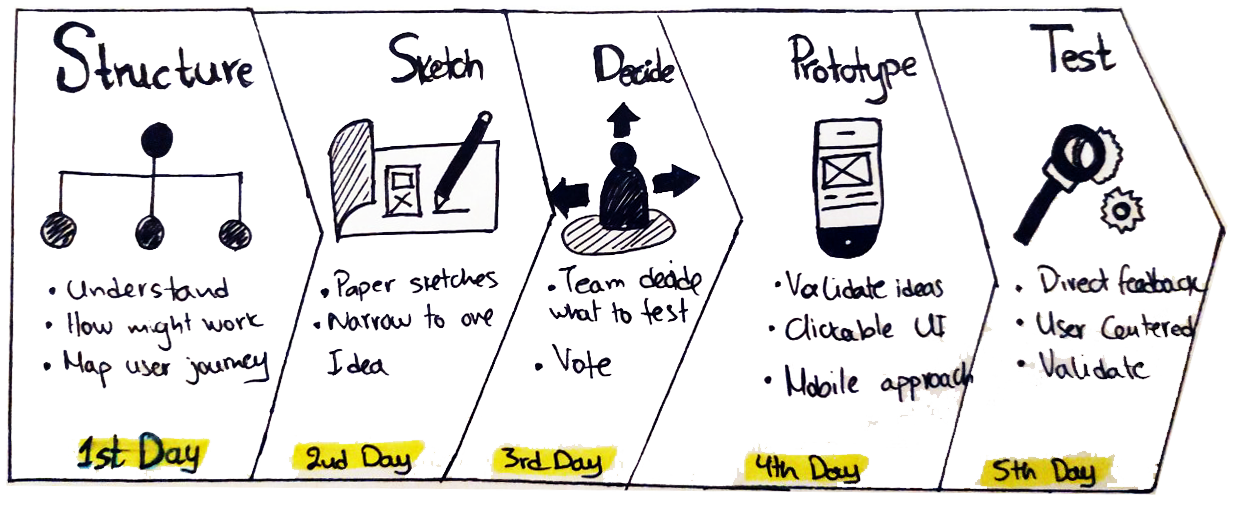 Structure
• Understand
• How might work
• Map user journey
1st Day
Sketch
• Paper sketches
• Narrow to one
Idea
2nd Day
Decide
• Team decide
what to test
• Vote
3rd Day
Prototype
• Validate ideas
• Clickable UI
• Mobile approach
4th Day
Test
• Direct feedback
• User Centered
• Validate
5th Day